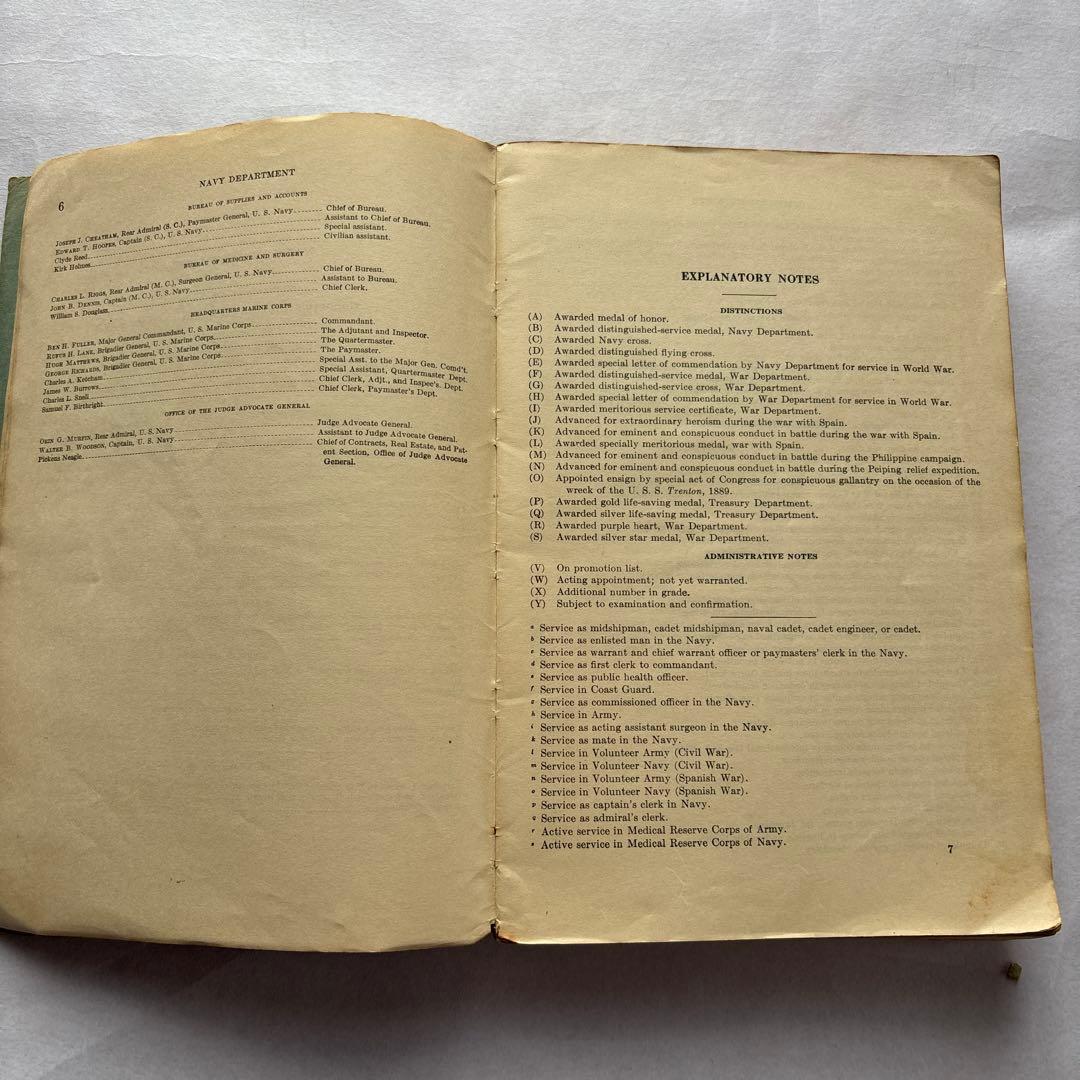 6
NAVY DEPARTMENT
BUREAU OF SUPPLIES AND ACCOUNTS
JOSEPH J. CHEATHAM, Rear Admiral (S. C.), Paymaster General, U. S. Navy -------- Chief of Bureau.
EDWARD T. HOOPES, Captain (S. C.), U. S. Navy -------- Assistant to Chief of Bureau.
Clyde Reed -------- Special assistant.
Kirk Holmes -------- Civilian assistant.
BUREAU OF MEDICINE AND SURGERY
CHARLES L. RIGGS, Rear Admiral (M. C.), Surgeon General, U. S. Navy -------- Chief of Bureau.
JOHN B. DENNIS, Captain (M. C.), U. S. Navy -------- Assistant to Bureau.
William S. Douglass -------- Chief Clerk.
HEADQUARTERS MARINE CORPS
BEN H. FULLER, Major General Commandant, U. S. Marine Corps -------- Commandant.
RUFUS H. LANE, Brigadier General, U. S. Marine Corps -------- The Adjutant and Inspector.
HUGH MATTHEWS, Brigadier General, U. S. Marine Corps -------- The Quartermaster.
GEORGE RICHARDS, Brigadier General, U. S. Marine Corps -------- The Paymaster.
Charles A. Ketcham -------- Special Asst. to the Major Gen. Comd't.
James W. Burrows -------- Special Assistant, Quartermaster Dept.
Charles L. Snell -------- Chief Clerk, Adjt., and Inspec's. Dept.
Samuel F. Birthright -------- Chief Clerk, Paymaster's Dept.
OFFICE OF THE JUDGE ADVOCATE GENERAL
ORIN G. MURFIN, Rear Admiral, U. S. Navy -------- Judge Advocate General.
WALTER B. WOODSON, Captain, U. S. Navy -------- Assistant to Judge Advocate General.
Pickens Neagle -------- Chief of Contracts, Real Estate, and Pat-
ent Section, Office of Judge Advocate
General.
EXPLANATORY NOTES
DISTINCTIONS
(A) Awarded medal of honor.
(B) Awarded distinguished-service medal, Navy Department.
(C) Awarded Navy cross.
(D) Awarded distinguished flying cross.
(E) Awarded special letter of commendation by Navy Department for service in World War.
(F) Awarded distinguished-service medal, War Department.
(G) Awarded distinguished-service cross, War Department.
(H) Awarded special letter of commendation by War Department for service in World War.
(I) Awarded meritorious service certificate, War Department.
(J) Advanced for extraordinary heroism during the war with Spain.
(K) Advanced for eminent and conspicuous conduct in battle during the war with Spain.
(L) Awarded specially meritorious medal, war with Spain.
(M) Advanced for eminent and conspicuous conduct in battle during the Philippine campaign.
(N) Advanced for eminent and conspicuous conduct in battle during the Peiping relief expedition.
(O) Appointed ensign by special act of Congress for conspicuous gallantry on the occasion of the
wreck of the U. S. S. Trenton, 1889.
(P) Awarded gold life-saving medal, Treasury Department.
(Q) Awarded silver life-saving medal, Treasury Department.
(R) Awarded purple heart, War Department.
(S) Awarded silver star medal, War Department.
ADMINISTRATIVE NOTES
(V) On promotion list.
(W) Acting appointment; not yet warranted.
(X) Additional number in grade.
(Y) Subject to examination and confirmation.
a Service as midshipman, cadet midshipman, naval cadet, cadet engineer, or cadet.
b Service as enlisted man in the Navy.
c Service as warrant and chief warrant officer or paymasters' clerk in the Navy.
d Service as first clerk to commandant.
e Service as public health officer.
f Service in Coast Guard.
g Service as commissioned officer in the Navy.
h Service in Army.
i Service as acting assistant surgeon in the Navy.
k Service as mate in the Navy.
l Service in Volunteer Army (Civil War).
m Service in Volunteer Navy (Civil War).
n Service in Volunteer Army (Spanish War).
o Service in Volunteer Navy (Spanish War).
p Service as captain's clerk in Navy.
q Service as admiral's clerk.
r Active service in Medical Reserve Corps of Army.
s Active service in Medical Reserve Corps of Navy.
7